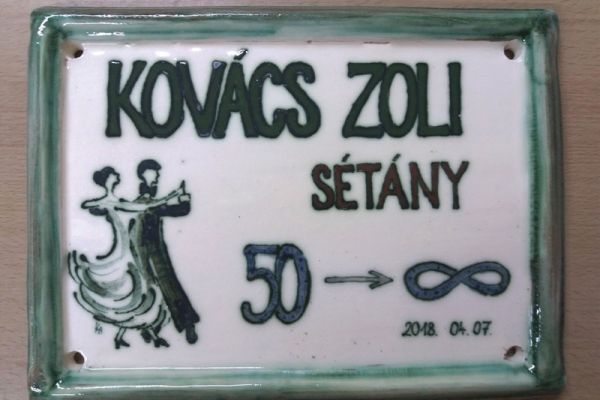 KOVÁCS ZOLI
SÉTÁNY
50 → ∞
2018. 04. 07.